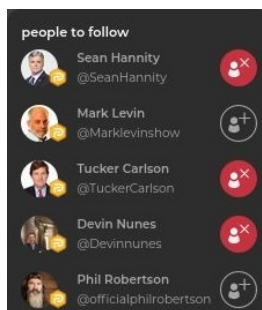 people to follow
Sean Hannity
@SeanHannity
Mark Levin
@Marklevinshow
Tucker Carlson
@TuckerCarlson
Devin Nunes
@Devinnunes
Phil Robertson
@officialphilrobertson